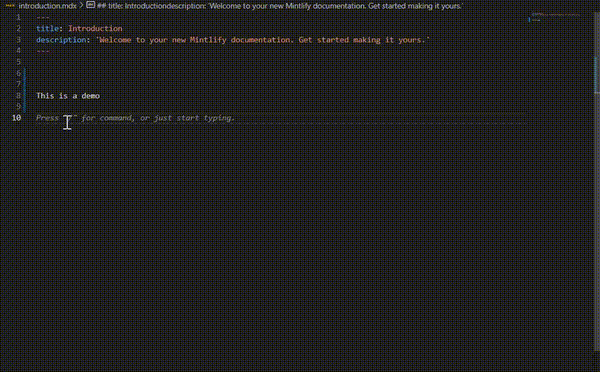 introduction.mdx > ## title: Introductiondescription: 'Welcome to your new Mintlify documentation. Get started making it yours.'
1 ---
2 title: Introduction
3 description: 'Welcome to your new Mintlify documentation. Get started making it yours.'
4 ---
5
6
7
8 This is a demo
9
10 Press for command, or just start typing.